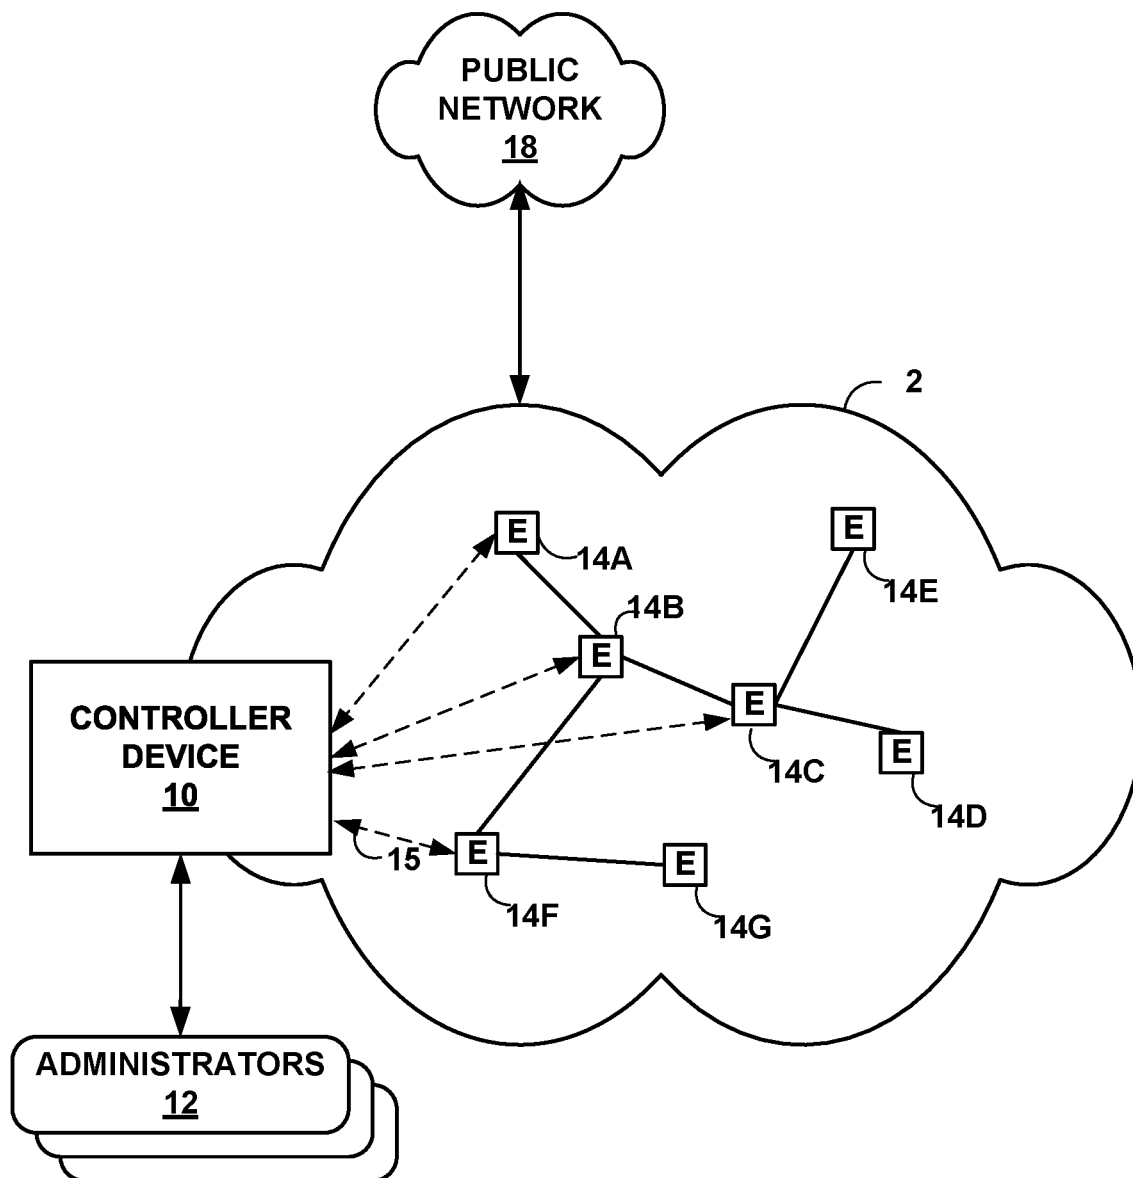 PUBLIC
NETWORK
18
2
E
14A
E
14E
14B
E
E
14C
E
14D
CONTROLLER
DEVICE
10
15
E
14F
E
14G
ADMINISTRATORS
12